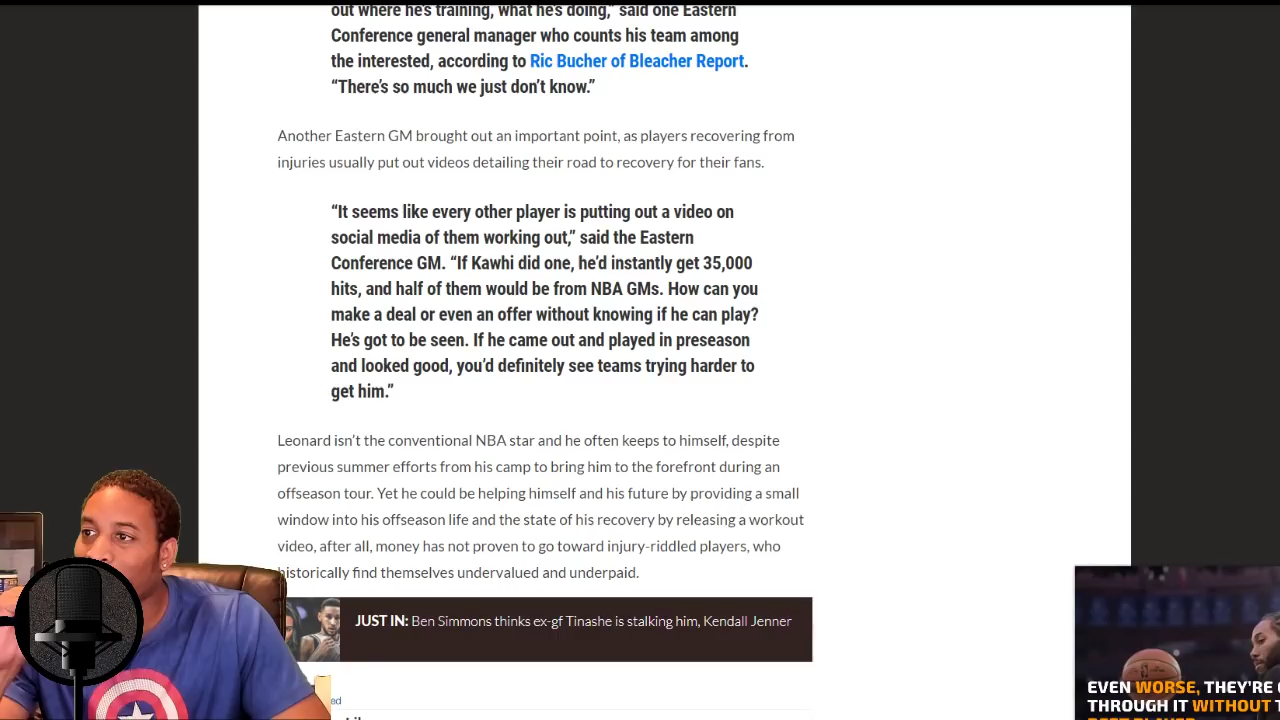 out where he's training, what he's doing,” said one Eastern
Conference general manager who counts his team among
the interested, according to Ric Bucher of Bleacher Report.
“There's so much we just don't know.”
Another Eastern GM brought out an important point, as players recovering from
injuries usually put out videos detailing their road to recovery for their fans.
“It seems like every other player is putting out a video on
social media of them working out,” said the Eastern
Conference GM. “If Kawhi did one, he'd instantly get 35,000
hits, and half of them would be from NBA GMs. How can you
make a deal or even an offer without knowing if he can play?
He's got to be seen. If he came out and played in preseason
and looked good, you'd definitely see teams trying harder to
get him.”
Leonard isn't the conventional NBA star and he often keeps to himself, despite
previous summer efforts from his camp to bring him to the forefront during an
offseason tour. Yet he could be helping himself and his future by providing a small
window into his offseason life and the state of his recovery by releasing a workout
video, after all, money has not proven to go toward injury-riddled players, who
historically find themselves undervalued and underpaid.
JUST IN: Ben Simmons thinks ex-gf Tinashe is stalking him, Kendall Jenner
EVEN WORSE, THEY'RE
THROUGH IT WITHOUT